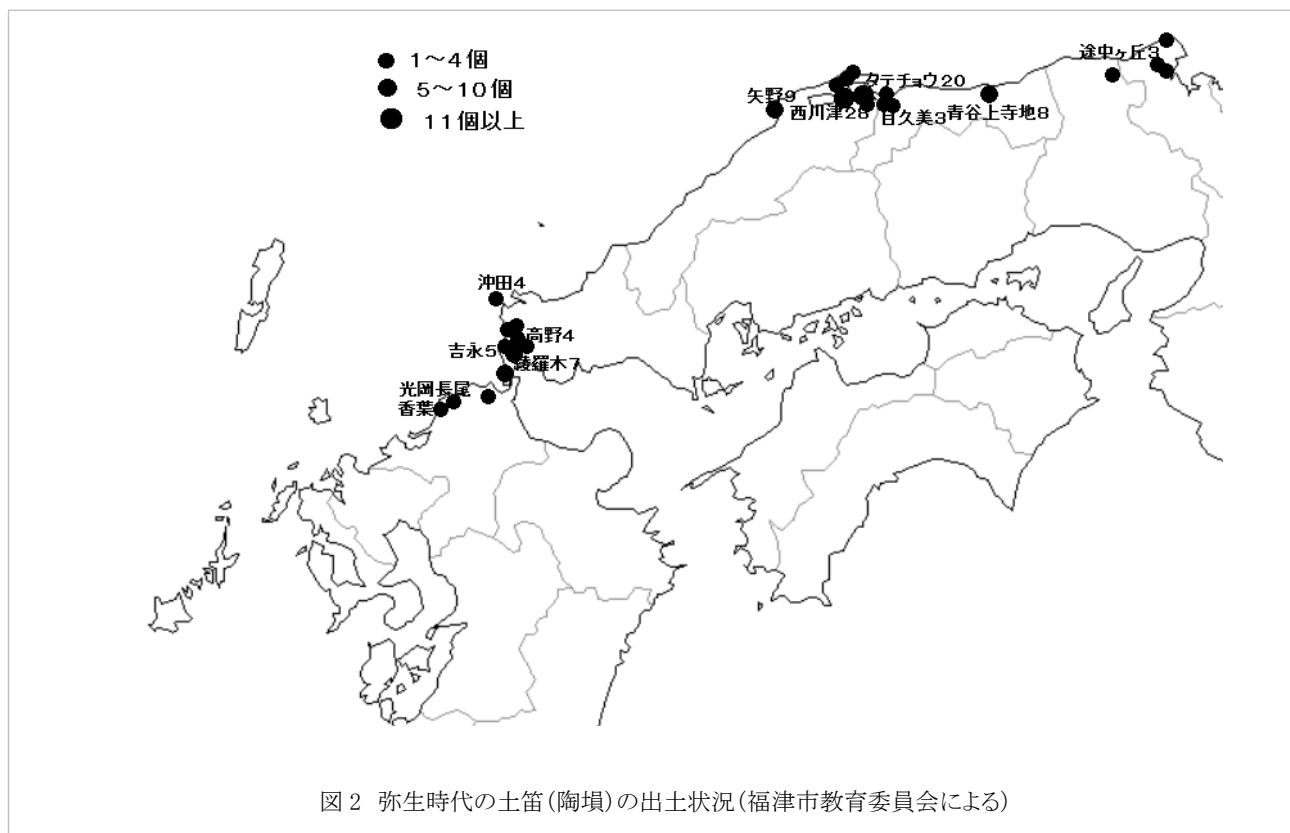 １～４個
５～１０個
１１個以上
途中ヶ丘３
タテチョウ２０
矢野９
西川津２８
目久美３
青谷上寺地８
沖田４
高野４
吉永５
綾羅木７
光岡長尾
香葉
図 2 弥生時代の土笛(陶塤)の出土状況(福津市教育委員会による)